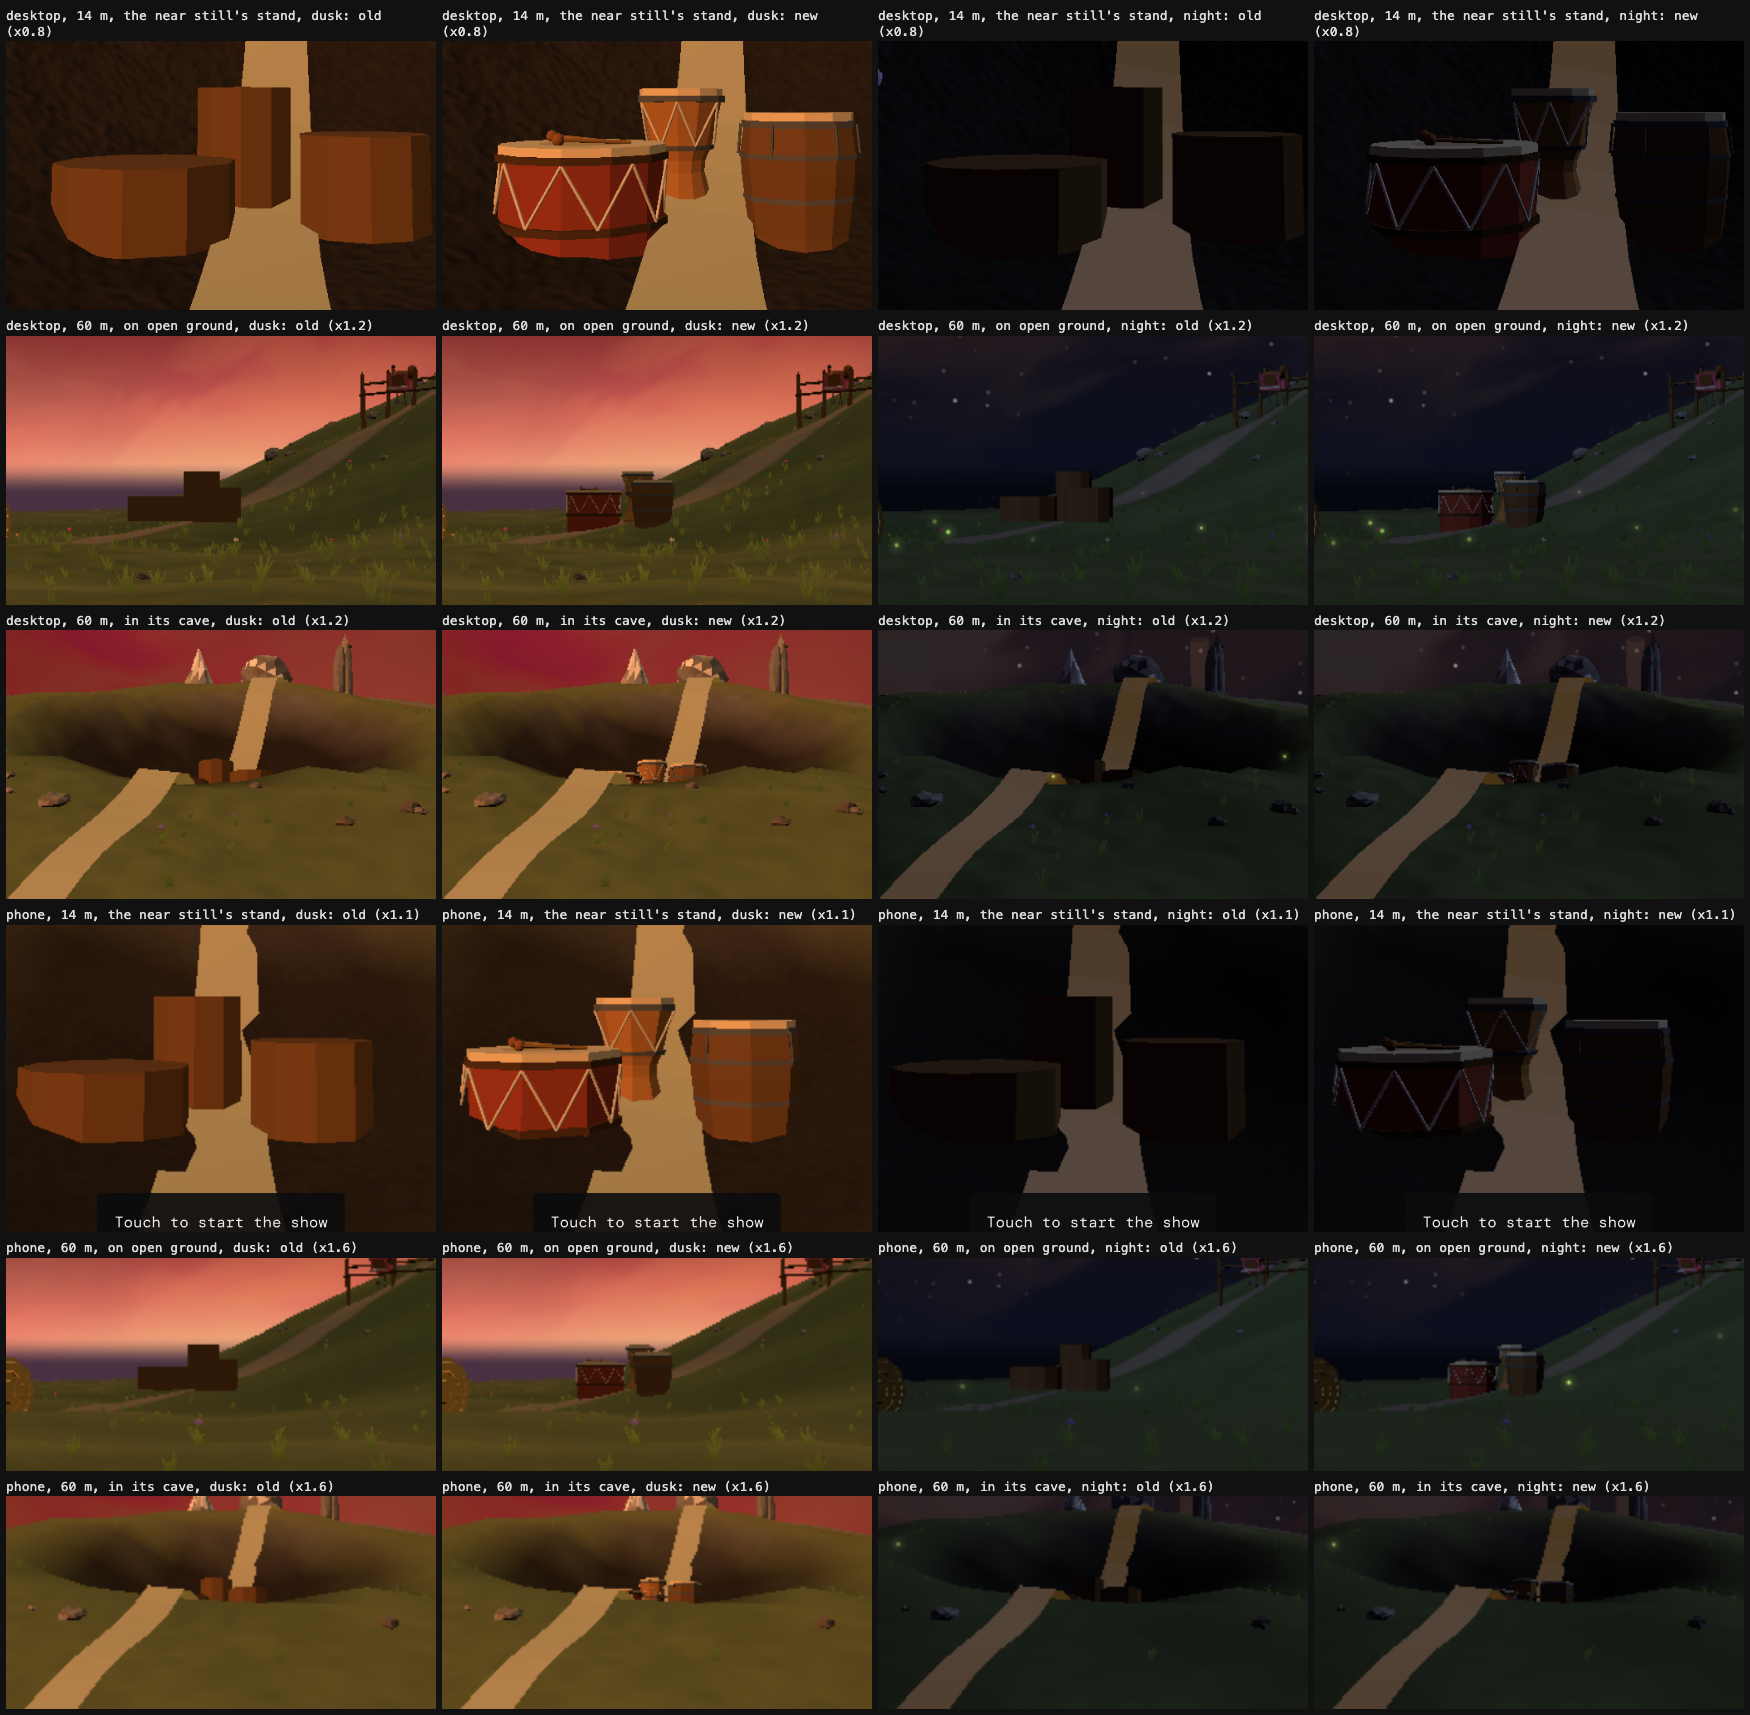 desktop, 14 m, the near still's stand, dusk: old
(x0.8)
desktop, 14 m, the near still's stand, dusk: new
(x0.8)
desktop, 14 m, the near still's stand, night: old
(x0.8)
desktop, 14 m, the near still's stand, night: new
(x0.8)
desktop, 60 m, on open ground, dusk: old (x1.2)
desktop, 60 m, on open ground, dusk: new (x1.2)
desktop, 60 m, on open ground, night: old (x1.2)
desktop, 60 m, on open ground, night: new (x1.2)
desktop, 60 m, in its cave, dusk: old (x1.2)
desktop, 60 m, in its cave, dusk: new (x1.2)
desktop, 60 m, in its cave, night: old (x1.2)
desktop, 60 m, in its cave, night: new (x1.2)
phone, 14 m, the near still's stand, dusk: old (x1.1)
phone, 14 m, the near still's stand, dusk: new (x1.1)
phone, 14 m, the near still's stand, night: old (x1.1)
phone, 14 m, the near still's stand, night: new (x1.1)
Touch to start the show
Touch to start the show
Touch to start the show
Touch to start the show
phone, 60 m, on open ground, dusk: old (x1.6)
phone, 60 m, on open ground, dusk: new (x1.6)
phone, 60 m, on open ground, night: old (x1.6)
phone, 60 m, on open ground, night: new (x1.6)
phone, 60 m, in its cave, dusk: old (x1.6)
phone, 60 m, in its cave, dusk: new (x1.6)
phone, 60 m, in its cave, night: old (x1.6)
phone, 60 m, in its cave, night: new (x1.6)